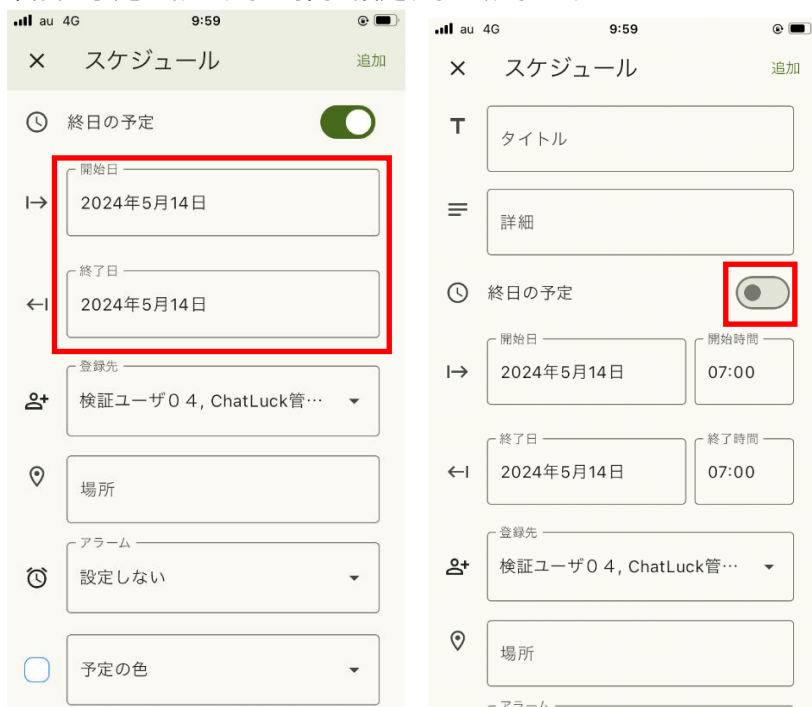 au 4G 9:59
スケジュール 追加
終日の予定
開始日
2024年5月14日
終了日
2024年5月14日
登録先
検証ユーザ０４, ChatLuck管…
場所
アラーム
設定しない
予定の色
au 4G 9:59
スケジュール 追加
T
タイトル
詳細
終日の予定
開始日 開始時間
2024年5月14日 07:00
終了日 終了時間
2024年5月14日 07:00
登録先
検証ユーザ０４, ChatLuck管…
場所
アラーム